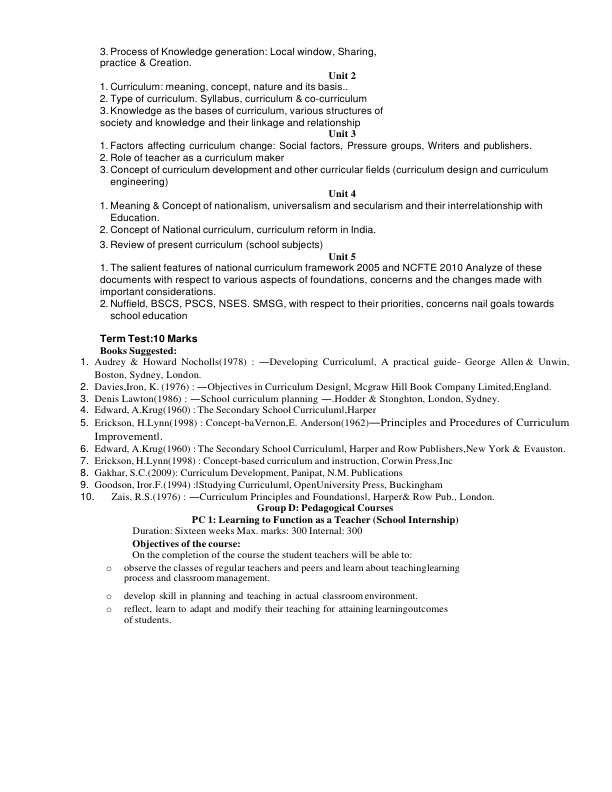 3. Process of Knowledge generation: Local window, Sharing,
practice & Creation.
Unit 2
1. Curriculum: meaning, concept, nature and its basis..
2. Type of curriculum. Syllabus, curriculum & co-curriculum
3. Knowledge as the bases of curriculum, various structures of
society and knowledge and their linkage and relationship
Unit 3
1. Factors affecting curriculum change: Social factors, Pressure groups, Writers and publishers.
2. Role of teacher as a curriculum maker
3. Concept of curriculum development and other curricular fields (curriculum design and curriculum
engineering)
Unit 4
1. Meaning & Concept of nationalism, universalism and secularism and their interrelationship with
Education.
2. Concept of National curriculum, curriculum reform in India.
3. Review of present curriculum (school subjects)
Unit 5
1. The salient features of national curriculum framework 2005 and NCFTE 2010 Analyze of these
documents with respect to various aspects of foundations, concerns and the changes made with
important considerations.
2. Nuffield, BSCS, PSCS, NSES. SMSG, with respect to their priorities, concerns nail goals towards
school education
Term Test:10 Marks
Books Suggested:
1. Audrey & Howard Nocholls(1978) : ―Developing Curriculum‖, A practical guide- George Allen & Unwin,
Boston, Sydney, London.
2. Davies,Iron, K. (1976) : ―Objectives in Curriculum Design‖, Mcgraw Hill Book Company Limited,England.
3. Denis Lawton(1986) : ―School curriculum planning ―.Hodder & Stonghton, London, Sydney.
4. Edward, A.Krug(1960) : The Secondary School Curriculum‖,Harper
5. Erickson, H.Lynn(1998) : Concept-baVernon,E. Anderson(1962)―Principles and Procedures of Curriculum
Improvement‖.
6. Edward, A.Krug(1960) : The Secondary School Curriculum‖, Harper and Row Publishers,New York & Evauston.
7. Erickson, H.Lynn(1998) : Concept-based curriculum and instruction, Corwin Press,Inc
8. Gakhar, S.C.(2009): Curriculum Development, Panipat, N.M. Publications
9. Goodson, Iror.F.(1994) :‖Studying Curriculum‖, OpenUniversity Press, Buckingham
10. Zais, R.S.(1976) : ―Curriculum Principles and Foundations‖, Harper& Row Pub., London.
Group D: Pedagogical Courses
PC 1: Learning to Function as a Teacher (School Internship)
Duration: Sixteen weeks Max. marks: 300 Internal: 300
Objectives of the course:
On the completion of the course the student teachers will be able to:
o observe the classes of regular teachers and peers and learn about teachinglearning
process and classroom management.
o develop skill in planning and teaching in actual classroom environment.
o reflect, learn to adapt and modify their teaching for attaining learningoutcomes
of students.